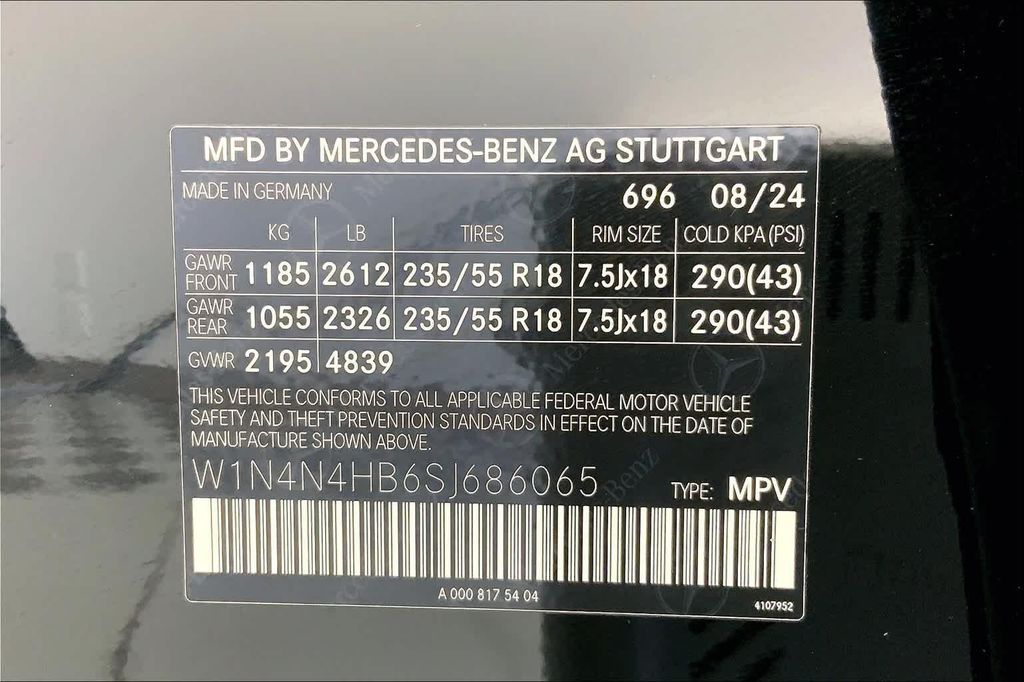 MFD BY MERCEDES-BENZ AG STUTTGART
MADE IN GERMANY 696 08/24
KG LB TIRES RIM SIZE COLD KPA (PSI)
GAWR FRONT 1185 2612 235/55 R18 7.5Jx18 290(43)
GAWR REAR 1055 2326 235/55 R18 7.5Jx18 290(43)
GVWR 2195 4839
THIS VEHICLE CONFORMS TO ALL APPLICABLE FEDERAL MOTOR VEHICLE
SAFETY AND THEFT PREVENTION STANDARDS IN EFFECT ON THE DATE OF
MANUFACTURE SHOWN ABOVE.
W1N4N4HB6SJ686065 TYPE: MPV
A 000 817 54 04
4107952